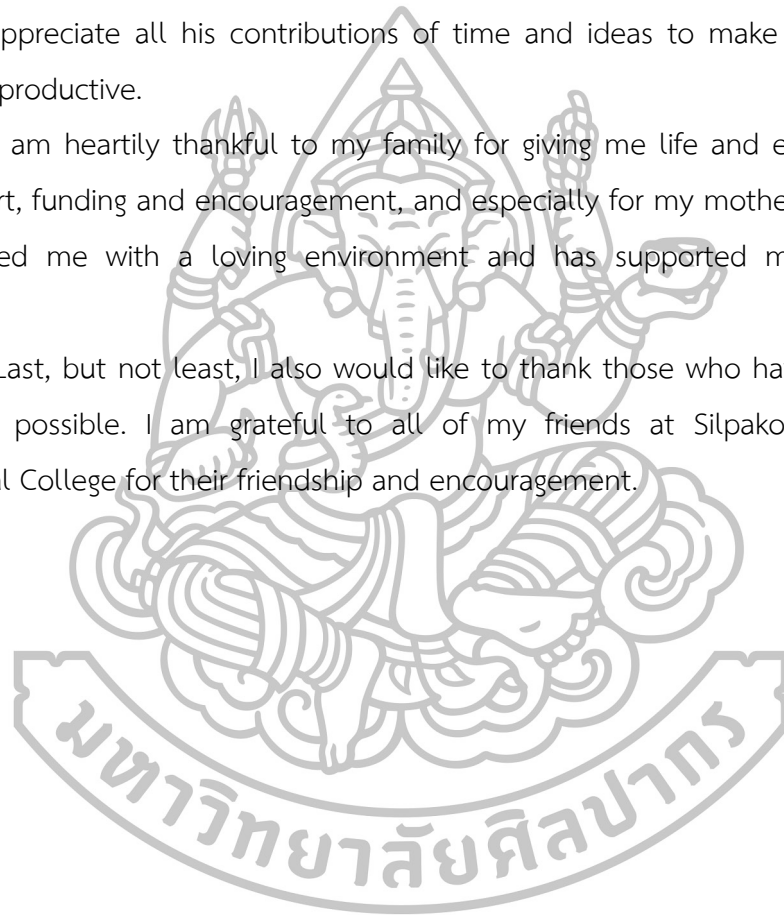 ppreciate all his contributions of time and ideas to make
productive.
am heartily thankful to my family for giving me life and e
rt, funding and encouragement, and especially for my mothe
ed me with a loving environment and has supported m
Last, but not least, I also would like to thank those who ha
possible. I am grateful to all of my friends at Silpako
al College for their friendship and encouragement.
มหาวิทยาลัยศิลปากร